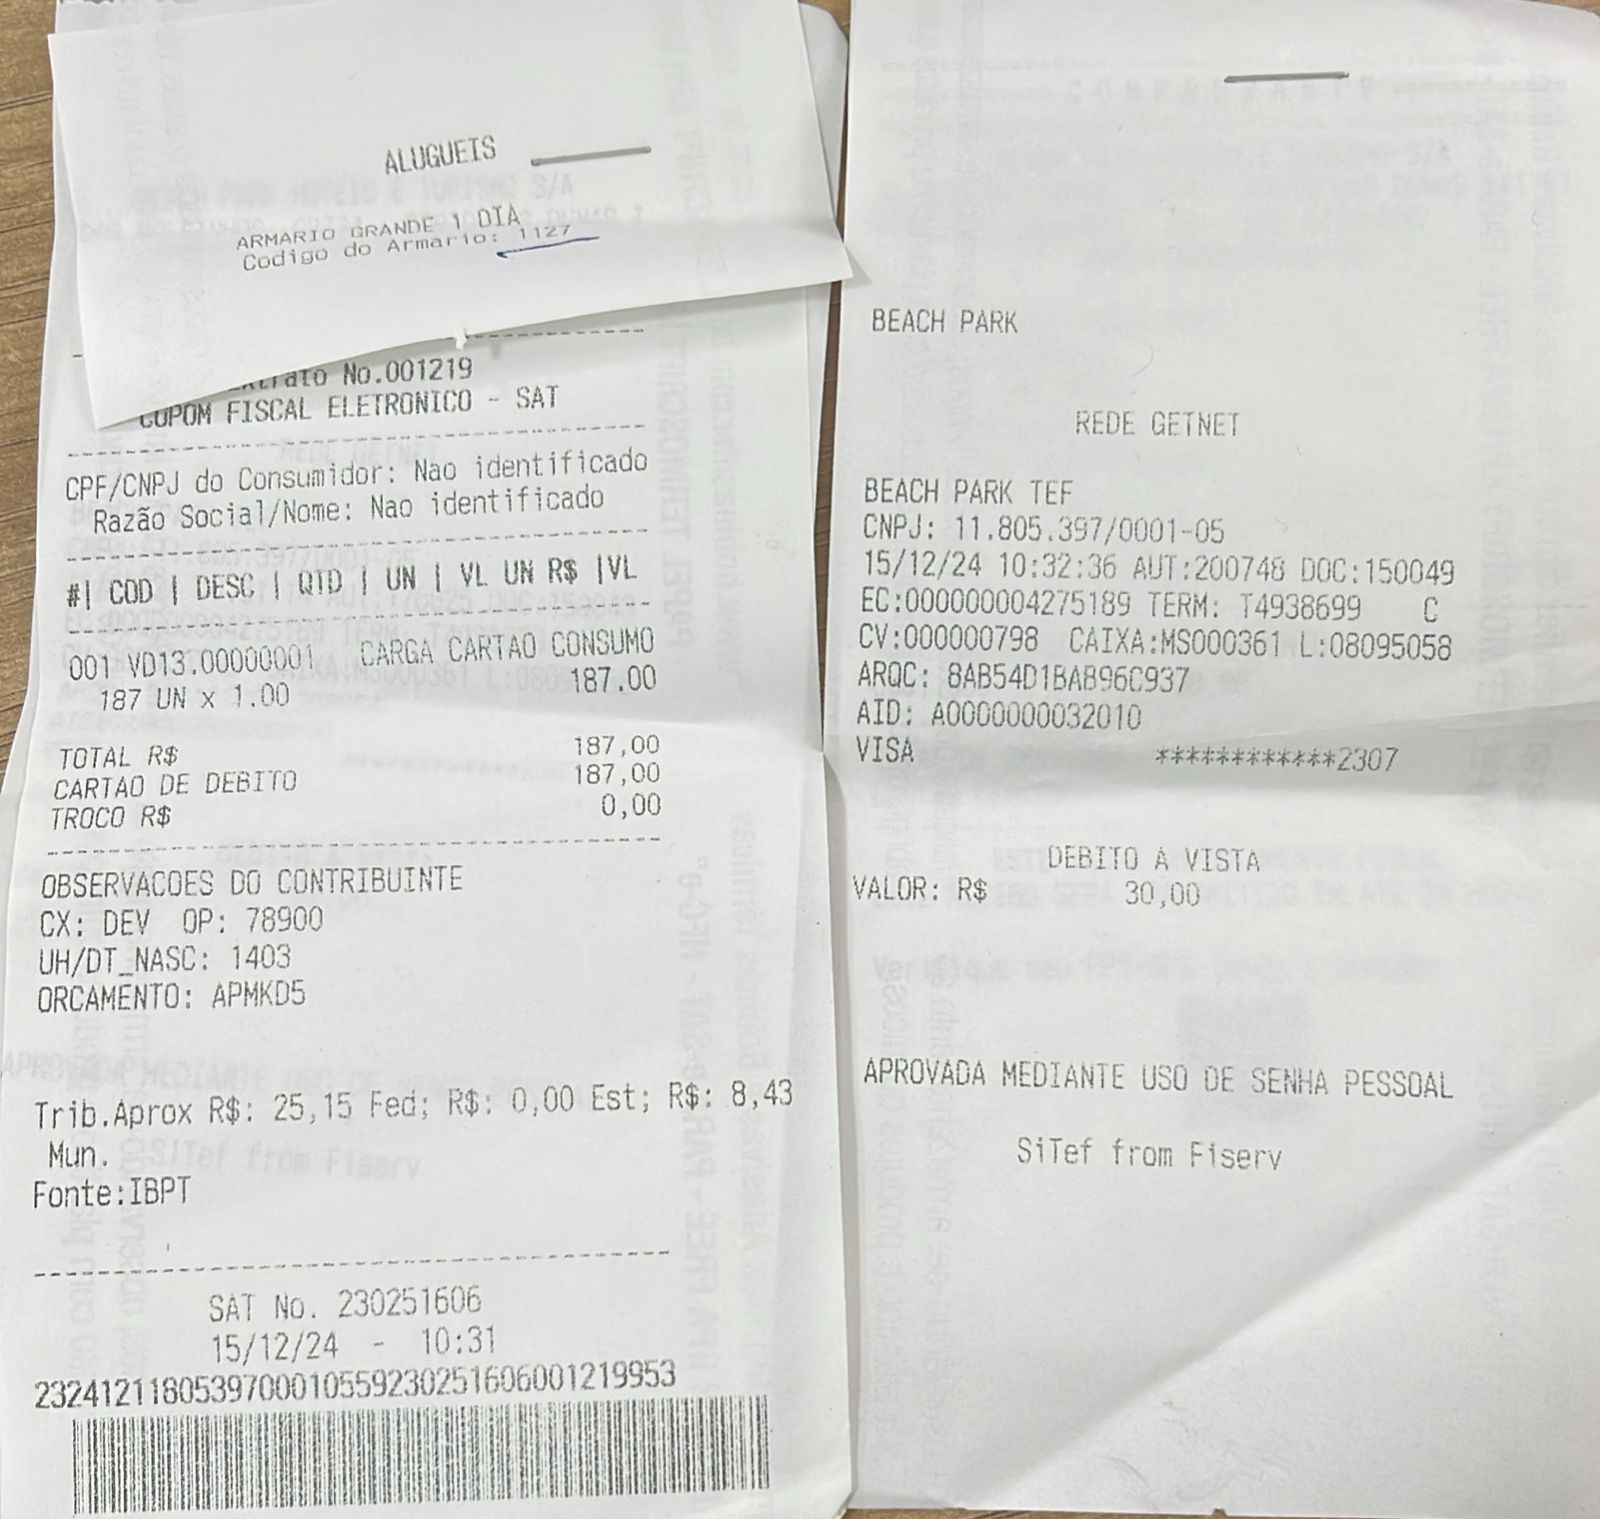 ALUGUEIS
ARMARIO GRANDE 1 DIA
Codigo do Armario: 1127
Extrato No.001219
CUPOM FISCAL ELETRONICO - SAT
CPF/CNPJ do Consumidor: Nao identificado
Razão Social/Nome: Nao identificado
#| COD | DESC | QTD | UN | VL UN R$ |VL
001 VD13.00000001 CARGA CARTAO CONSUMO
187 UN x 1.00 187.00
TOTAL R$ 187,00
CARTAO DE DEBITO 187,00
TROCO R$ 0,00
OBSERVACOES DO CONTRIBUINTE
CX: DEV OP: 78900
UH/DT_NASC: 1403
ORCAMENTO: APMKD5
Trib.Aprox R$: 25,15 Fed; R$: 0,00 Est; R$: 8,43
Mun.
Fonte:IBPT
SAT No. 230251606
15/12/24 - 10:31
2324121180539700010559230251606001219953
BEACH PARK
REDE GETNET
BEACH PARK TEF
CNPJ: 11.805.397/0001-05
15/12/24 10:32:36 AUT:200748 DOC:150049
EC:000000004275189 TERM: T4938699 C
CV:000000798 CAIXA:MS000361 L:08095058
ARQC: 8AB54D1BAB96C937
AID: A0000000032010
VISA ************2307
DEBITO A VISTA
VALOR: R$ 30,00
APROVADA MEDIANTE USO DE SENHA PESSOAL
SiTef from Fiserv